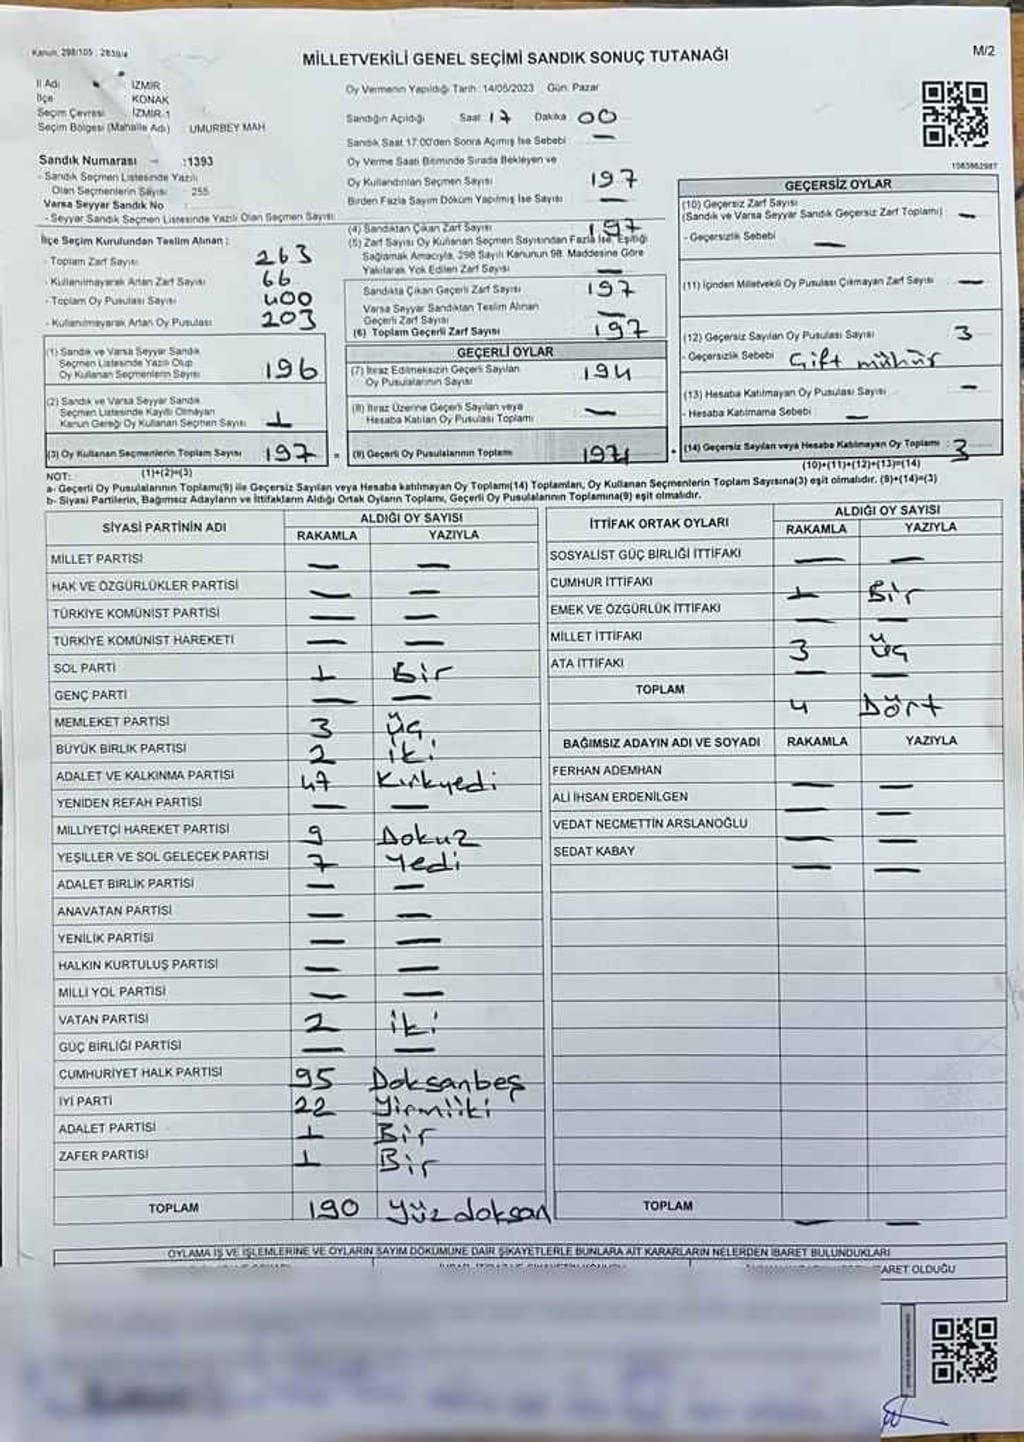 Kanun: 298/105 , 2839/4
MİLLETVEKİLİ GENEL SEÇİMİ SANDIK SONUÇ TUTANAĞI
M/2
İl Adı : İZMİR
İlçe : KONAK
Seçim Çevresi : İZMİR-1
Seçim Bölgesi (Mahalle Adı) : UMURBEY MAH
Sandık Numarası :1393
- Sandık Seçmen Listesinde Yazılı
Olan Seçmenlerin Sayısı : 255
Varsa Seyyar Sandık No
- Seyyar Sandık Seçmen Listesinde Yazılı Olan Seçmen Sayısı:
İlçe Seçim Kurulundan Teslim Alınan :
- Toplam Zarf Sayısı 263
- Kullanılmayarak Artan Zarf Sayısı 66
- Toplam Oy Pusulası Sayısı 400
- Kullanılmayarak Artan Oy Pusulası 203
(1) Sandık ve Varsa Seyyar Sandık
Seçmen Listesinde Yazılı Olup
Oy Kullanan Seçmenlerin Sayısı 196
(2) Sandık ve Varsa Seyyar Sandık
Seçmen Listesinde Kayıtlı Olmayan
Kanun Gereği Oy Kullanan Seçmen Sayısı 1
(3) Oy Kullanan Seçmenlerin Toplam Sayısı 197 =
(1)+(2)=(3)
Oy Vermenin Yapıldığı Tarih :14/05/2023 Gün: Pazar
Sandığın Açıldığı Saat 17 Dakika 00
Sandık Saat 17:00'den Sonra Açımış İse Sebebi : —
Oy Verme Saati Bitiminde Sırada Bekleyen ve
Oy Kullandırılan Seçmen Sayısı 197
Birden Fazla Sayım Döküm Yapılmış İse Sayısı —
(4) Sandıktan Çıkan Zarf Sayısı 197
(5) Zarf Sayısı Oy Kullanan Seçmen Sayısından Fazla İse, Eşitliği
Sağlamak Amacıyla, 298 Sayılı Kanunun 98. Maddesine Göre
Yakılarak Yok Edilen Zarf Sayısı —
Sandıkta Çıkan Geçerli Zarf Sayısı 197
Varsa Seyyar Sandıktan Teslim Alınan
Geçerli Zarf Sayısı —
(6) Toplam Geçerli Zarf Sayısı 197
GEÇERLİ OYLAR
(7) İtiraz Edilmeksizin Geçerli Sayılan
Oy Pusulalarının Sayısı 194
(8) İtiraz Üzerine Geçerli Sayılan veya
Hesaba Katılan Oy Pusulası Toplamı —
(9) Geçerli Oy Pusulalarının Toplamı +
1563662987
GEÇERSİZ OYLAR
(10) Geçersiz Zarf Sayısı
(Sandık ve Varsa Seyyar Sandık Geçersiz Zarf Toplamı) —
- Geçersizlik Sebebi —
(11) İçinden Milletvekili Oy Pusulası Çıkmayan Zarf Sayısı —
(12) Geçersiz Sayılan Oy Pusulası Sayısı 3
- Geçersizlik Sebebi Çift mühür
(13) Hesaba Katılmayan Oy Pusulası Sayısı —
- Hesaba Katılmama Sebebi —
(14) Geçersiz Sayılan veya Hesaba Katılmayan Oy Toplamı : 3
(10)+(11)+(12)+(13)=(14)
NOT:
a- Geçerli Oy Pusulalarının Toplamı(9) ile Geçersiz Sayılan veya Hesaba katılmayan Oy Toplamı(14) Toplamları, Oy Kullanan Seçmenlerin Toplam Sayısına(3) eşit olmalıdır. (9)+(14)=(3)
b- Siyasi Partilerin, Bağımsız Adayların ve İttifakların Aldığı Ortak Oyların Toplamı, Geçerli Oy Pusulalarının Toplamına(9) eşit olmalıdır.
SİYASİ PARTİNİN ADI ALDIĞI OY SAYISI
RAKAMLA YAZIYLA
MİLLET PARTİSİ — —
HAK VE ÖZGÜRLÜKLER PARTİSİ — —
TÜRKİYE KOMÜNİST PARTİSİ — —
TÜRKİYE KOMÜNİST HAREKETİ — —
SOL PARTİ 1 Bir
GENÇ PARTİ — —
MEMLEKET PARTİSİ 3 Üç
BÜYÜK BİRLİK PARTİSİ 2 iki
ADALET VE KALKINMA PARTİSİ 47 Kırkyedi
YENİDEN REFAH PARTİSİ — —
MİLLİYETÇİ HAREKET PARTİSİ 9 Dokuz
YEŞİLLER VE SOL GELECEK PARTİSİ 7 Yedi
ADALET BİRLİK PARTİSİ — —
ANAVATAN PARTİSİ — —
YENİLİK PARTİSİ — —
HALKIN KURTULUŞ PARTİSİ — —
MİLLİ YOL PARTİSİ — —
VATAN PARTİSİ 2 iki
GÜÇ BİRLİĞİ PARTİSİ — —
CUMHURİYET HALK PARTİSİ 95 Doksanbeş
İYİ PARTİ 22 Yirmiiki
ADALET PARTİSİ 1 Bir
ZAFER PARTİSİ 1 Bir
TOPLAM 190 Yüzdoksan
İTTİFAK ORTAK OYLARI ALDIĞI OY SAYISI
RAKAMLA YAZIYLA
SOSYALİST GÜÇ BİRLİĞİ İTTİFAKI — —
CUMHUR İTTİFAKI 1 Bir
EMEK VE ÖZGÜRLÜK İTTİFAKI — —
MİLLET İTTİFAKI 3 Üç
ATA İTTİFAKI — —
TOPLAM 4 Dört
BAĞIMSIZ ADAYIN ADI VE SOYADI RAKAMLA YAZIYLA
FERHAN ADEMHAN — —
ALİ İHSAN ERDENİLGEN — —
VEDAT NECMETTİN ARSLANOĞLU — —
SEDAT KABAY — —
TOPLAM — —
OYLAMA İŞ VE İŞLEMLERİNE VE OYLARIN SAYIM DÖKÜMÜNE DAİR ŞİKAYETLERLE BUNLARA AİT KARARLARIN NELERDEN İBARET BULUNDUKLARI
ARET OLDUĞU